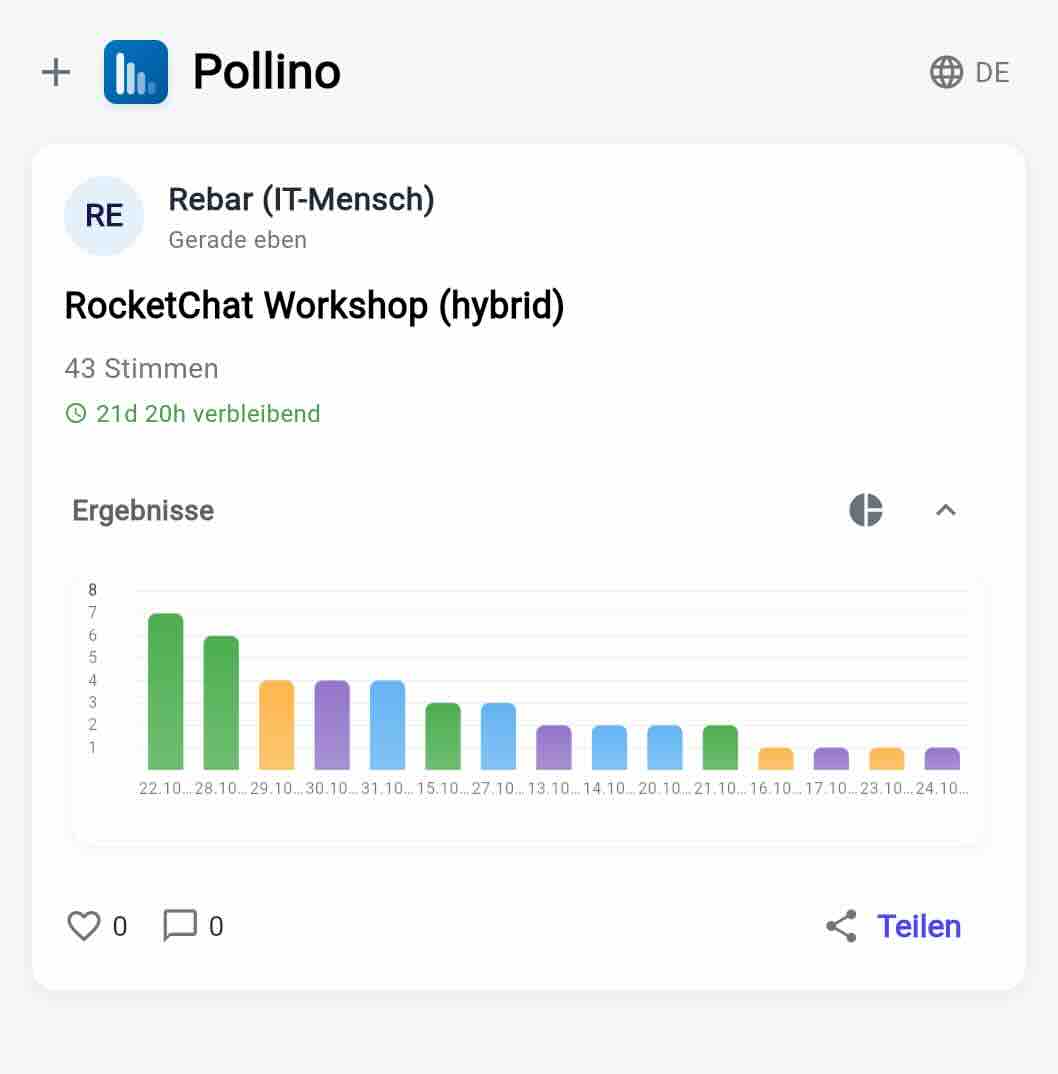 Pollino
DE
RE
Rebar (IT-Mensch)
Gerade eben
RocketChat Workshop (hybrid)
43 Stimmen
21d 20h verbleibend
Ergebnisse
8
7
6
5
4
3
2
1
22.10... 28.10... 29.10... 30.10... 31.10... 15.10... 27.10... 13.10... 14.10... 20.10... 21.10... 16.10... 17.10... 23.10... 24.10...
0
0
Teilen